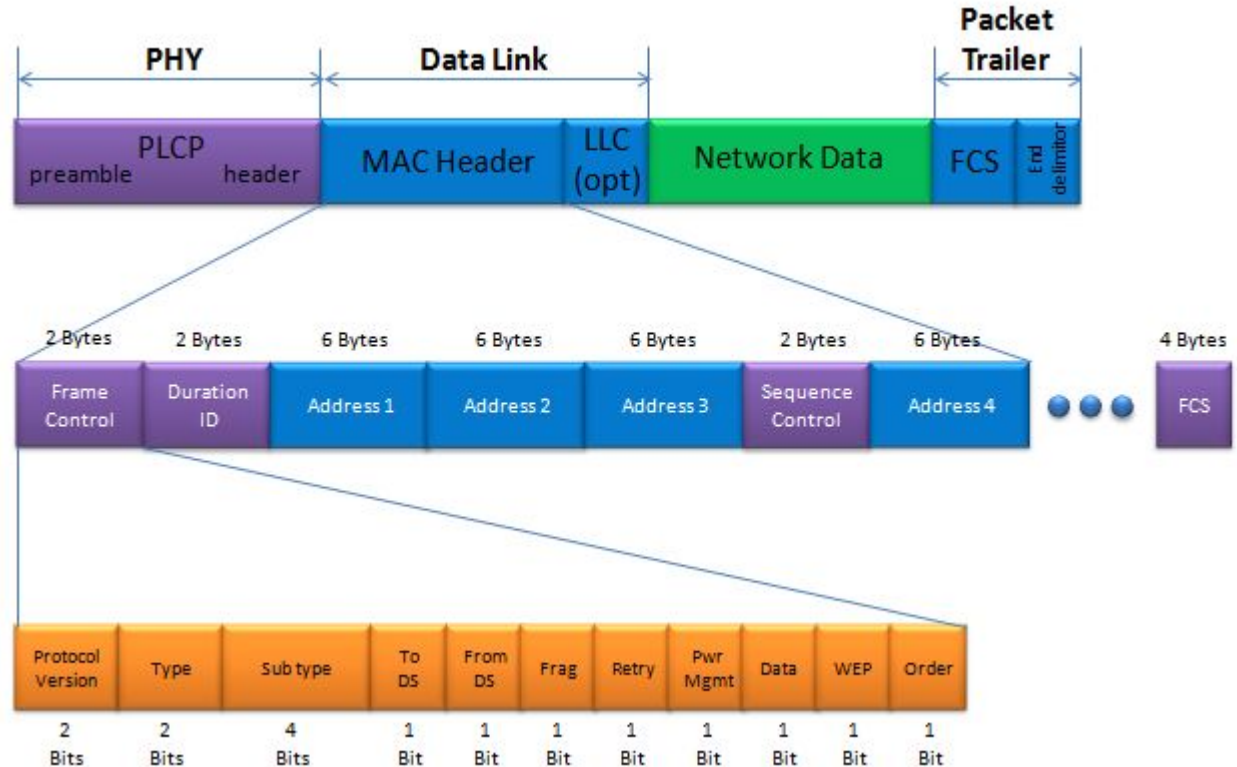 Packet
PHY Data Link Trailer
PLCP
preamble header
MAC Header
LLC
(opt)
Network Data
FCS
End
delimitor
2 Bytes 2 Bytes 6 Bytes 6 Bytes 6 Bytes 2 Bytes 6 Bytes 4 Bytes
Frame
Control
Duration
ID
Address 1
Address 2
Address 3
Sequence
Control
Address 4
FCS
Protocol
Version
Type
Sub type
To
DS
From
DS
Frag
Retry
Pwr
Mgmt
Data
WEP
Order
2 2 4 1 1 1 1 1 1 1 1
Bits Bits Bits Bit Bit Bit Bit Bit Bit Bit Bit